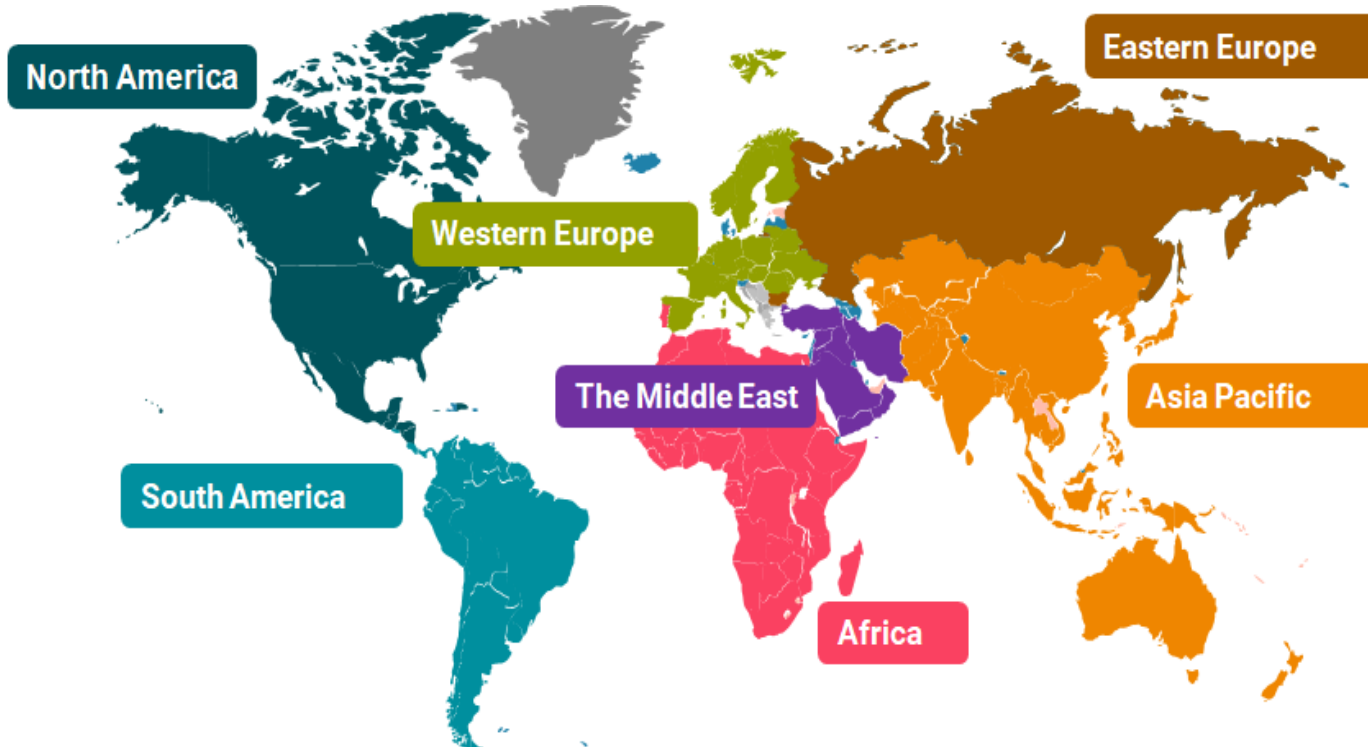 North America
Eastern Europe
Western Europe
The Middle East
Asia Pacific
South America
Africa